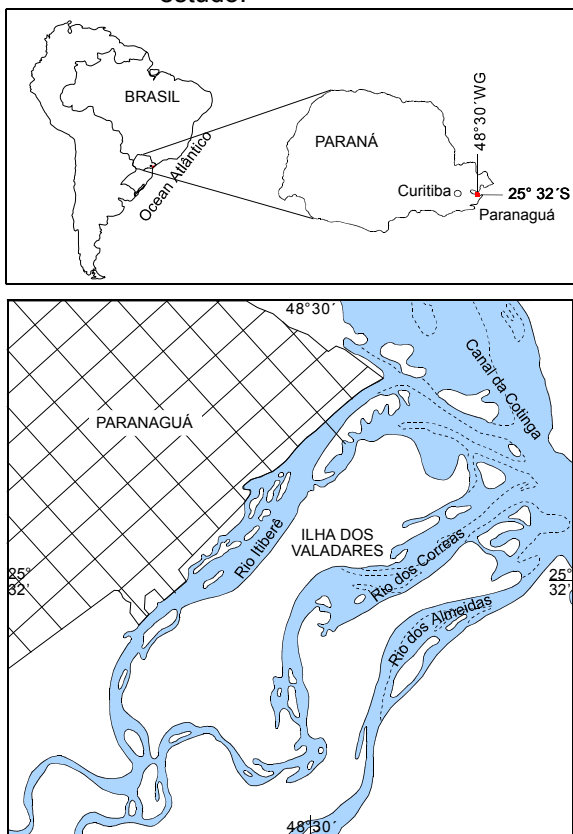 BRASIL
Ocean Atlântico
PARANÁ
48°30´WG
Curitiba
25° 32´S
Paranaguá
48°30´
Canal da Cotinga
PARANAGUÁ
Rio Itiberê
ILHA DOS
VALADARES
Rio dos Correas
25°
32'
25°
32'
Rio dos Almeidas
48°30´